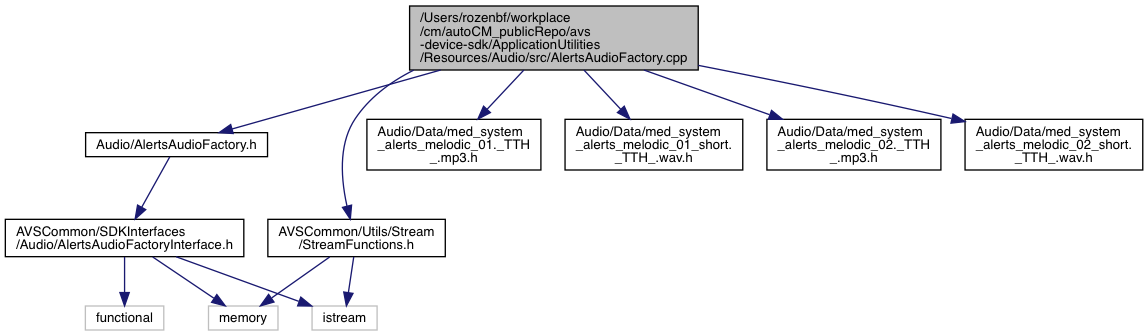 /Users/rozenbf/workplace
/cm/autoCM_publicRepo/avs
-device-sdk/ApplicationUtilities
/Resources/Audio/src/AlertsAudioFactory.cpp
Audio/AlertsAudioFactory.h
Audio/Data/med_system
_alerts_melodic_01._TTH
_.mp3.h
Audio/Data/med_system
_alerts_melodic_01_short.
_TTH_.wav.h
Audio/Data/med_system
_alerts_melodic_02._TTH
_.mp3.h
Audio/Data/med_system
_alerts_melodic_02_short.
_TTH_.wav.h
AVSCommon/SDKInterfaces
/Audio/AlertsAudioFactoryInterface.h
AVSCommon/Utils/Stream
/StreamFunctions.h
functional
memory
istream